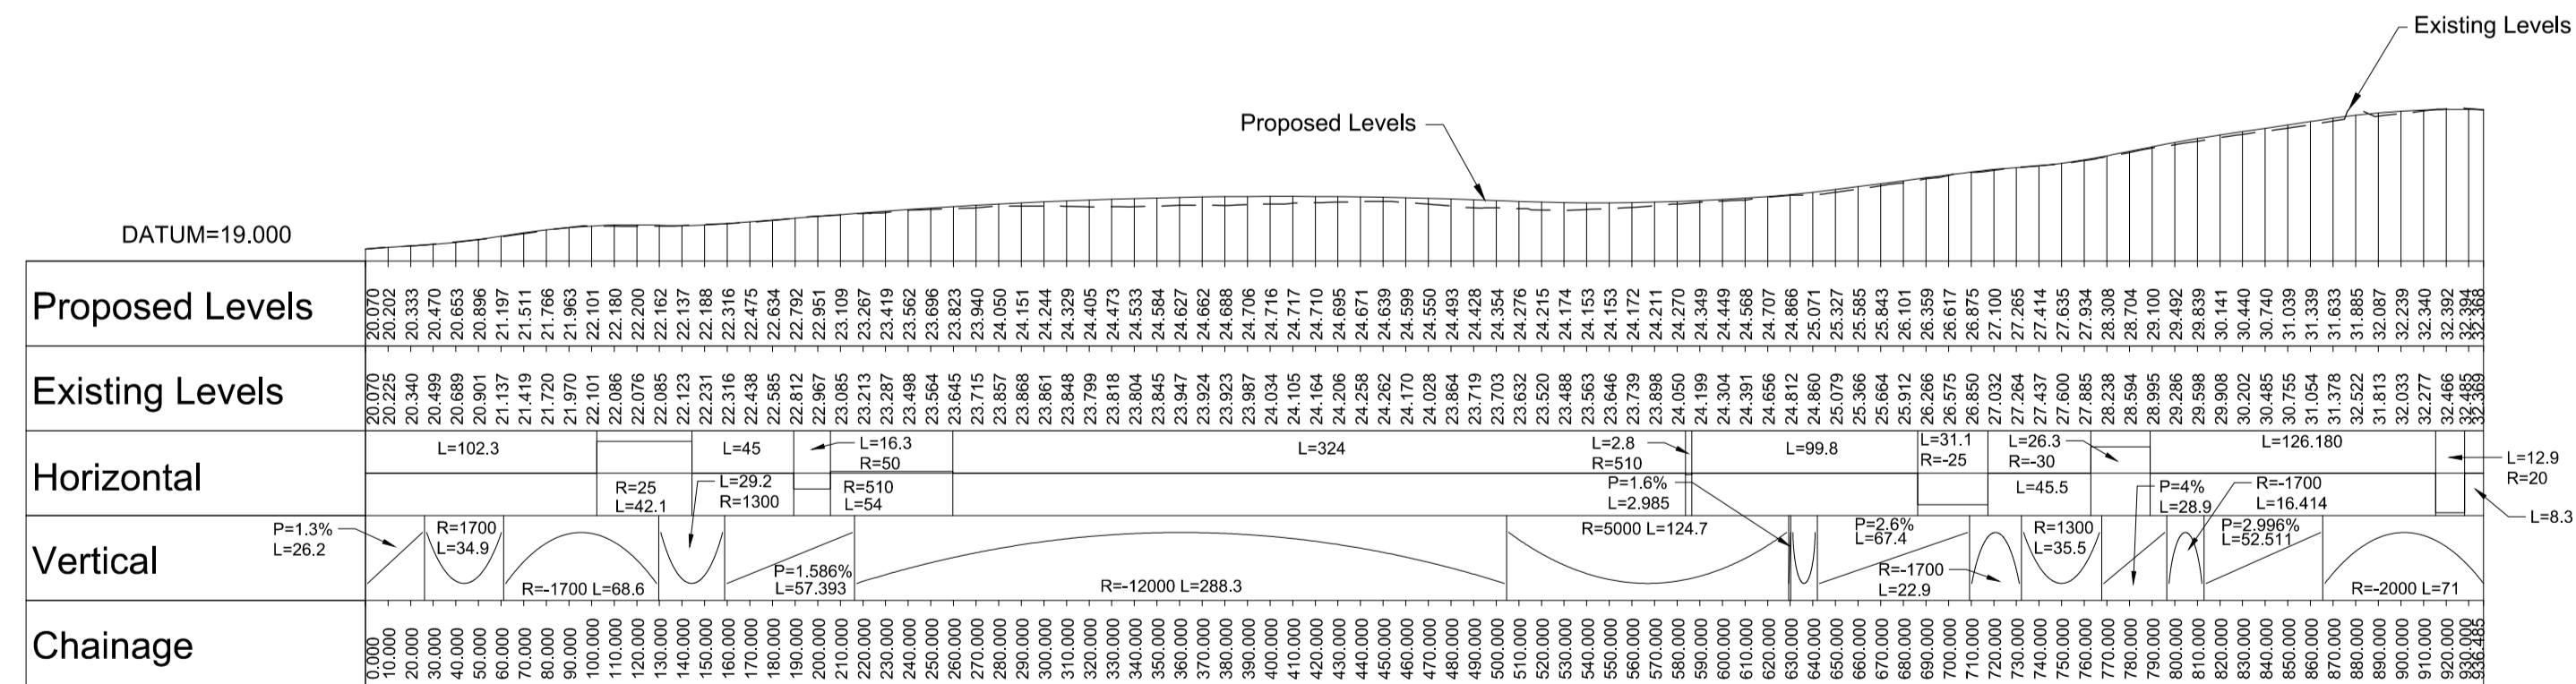 Existing Levels
Proposed Levels
DATUM=19.000
Proposed Levels
20.070 20.202 20.333 20.470 20.653 20.896 21.197 21.511 21.766 21.963 22.101 22.180 22.200 22.162 22.137 22.188 22.316 22.475 22.634 22.792 22.951 23.109 23.267 23.419 23.562 23.696 23.823 23.940 24.050 24.151 24.244 24.329 24.405 24.473 24.533 24.584 24.627 24.662 24.688 24.706 24.716 24.717 24.710 24.695 24.671 24.639 24.599 24.550 24.493 24.428 24.354 24.276 24.215 24.174 24.153 24.153 24.172 24.211 24.270 24.349 24.449 24.568 24.707 24.866 25.071 25.327 25.585 25.843 26.101 26.359 26.617 26.875 27.100 27.265 27.414 27.635 27.934 28.308 28.704 29.100 29.492 29.839 30.141 30.440 30.740 31.039 31.339 31.633 31.885 32.087 32.239 32.340 32.392 32.394 32.368
Existing Levels
20.070 20.225 20.340 20.499 20.689 20.901 21.137 21.419 21.720 21.970 22.101 22.086 22.076 22.085 22.123 22.231 22.316 22.438 22.585 22.812 22.967 23.085 23.213 23.287 23.498 23.564 23.645 23.715 23.857 23.868 23.861 23.848 23.799 23.818 23.804 23.845 23.947 23.924 23.923 23.987 24.034 24.105 24.164 24.206 24.258 24.262 24.170 24.028 23.864 23.719 23.703 23.632 23.520 23.488 23.563 23.646 23.739 23.898 24.050 24.199 24.304 24.391 24.656 24.812 24.860 25.079 25.366 25.664 25.912 26.266 26.575 26.850 27.032 27.264 27.437 27.600 27.885 28.238 28.594 28.995 29.286 29.598 29.908 30.202 30.485 30.755 31.054 31.378 32.522 31.813 32.033 32.277 32.466 32.485 32.369
Horizontal
L=102.3
R=25
L=42.1
L=45
L=29.2
R=1300
L=16.3
R=50
R=510
L=54
L=324
L=2.8
R=510
P=1.6%
L=2.985
L=99.8
L=31.1
R=-25
L=26.3
R=-30
L=45.5
P=4%
L=28.9
L=126.180
R=-1700
L=16.414
L=12.9
R=20
L=8.3
Vertical
P=1.3%
L=26.2
R=1700
L=34.9
R=-1700 L=68.6
P=1.586%
L=57.393
R=-12000 L=288.3
R=5000 L=124.7
P=2.6%
L=67.4
R=-1700
L=22.9
R=1300
L=35.5
P=2.996%
L=52.511
R=-2000 L=71
Chainage
0.000 10.000 20.000 30.000 40.000 50.000 60.000 70.000 80.000 90.000 100.000 110.000 120.000 130.000 140.000 150.000 160.000 170.000 180.000 190.000 200.000 210.000 220.000 230.000 240.000 250.000 260.000 270.000 280.000 290.000 300.000 310.000 320.000 330.000 340.000 350.000 360.000 370.000 380.000 390.000 400.000 410.000 420.000 430.000 440.000 450.000 460.000 470.000 480.000 490.000 500.000 510.000 520.000 530.000 540.000 550.000 560.000 570.000 580.000 590.000 600.000 610.000 620.000 630.000 640.000 650.000 660.000 670.000 680.000 690.000 700.000 710.000 720.000 730.000 740.000 750.000 760.000 770.000 780.000 790.000 800.000 810.000 820.000 830.000 840.000 850.000 860.000 870.000 880.000 890.000 900.000 910.000 920.000 930.000 936.485